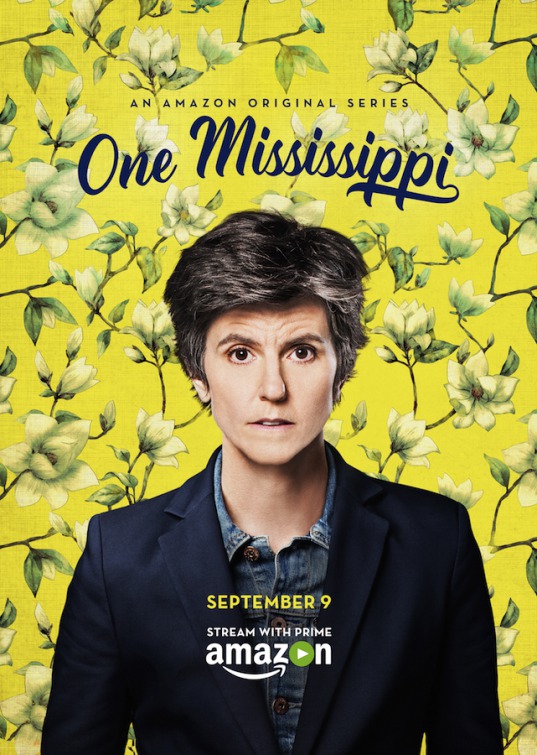 AN AMAZON ORIGINAL SERIES
One Mississippi
SEPTEMBER 9
STREAM WITH PRIME
amazon